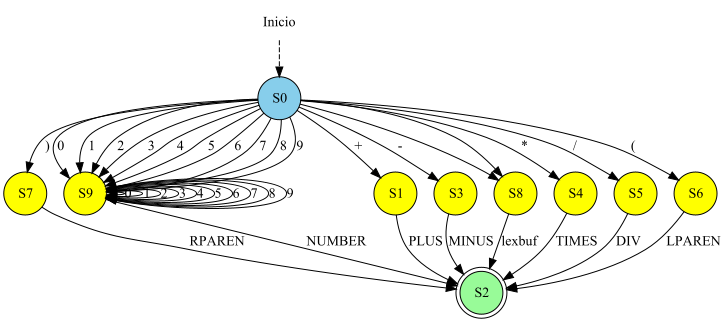 Inicio
S0
) 0 1 2 3 4 5 6 7 8 9 + - * / (
S7 S9 0 1 2 3 4 5 6 7 8 9 S1 S3 S8 S4 S5 S6
RPAREN NUMBER PLUS MINUS lexbuf TIMES DIV LPAREN
S2